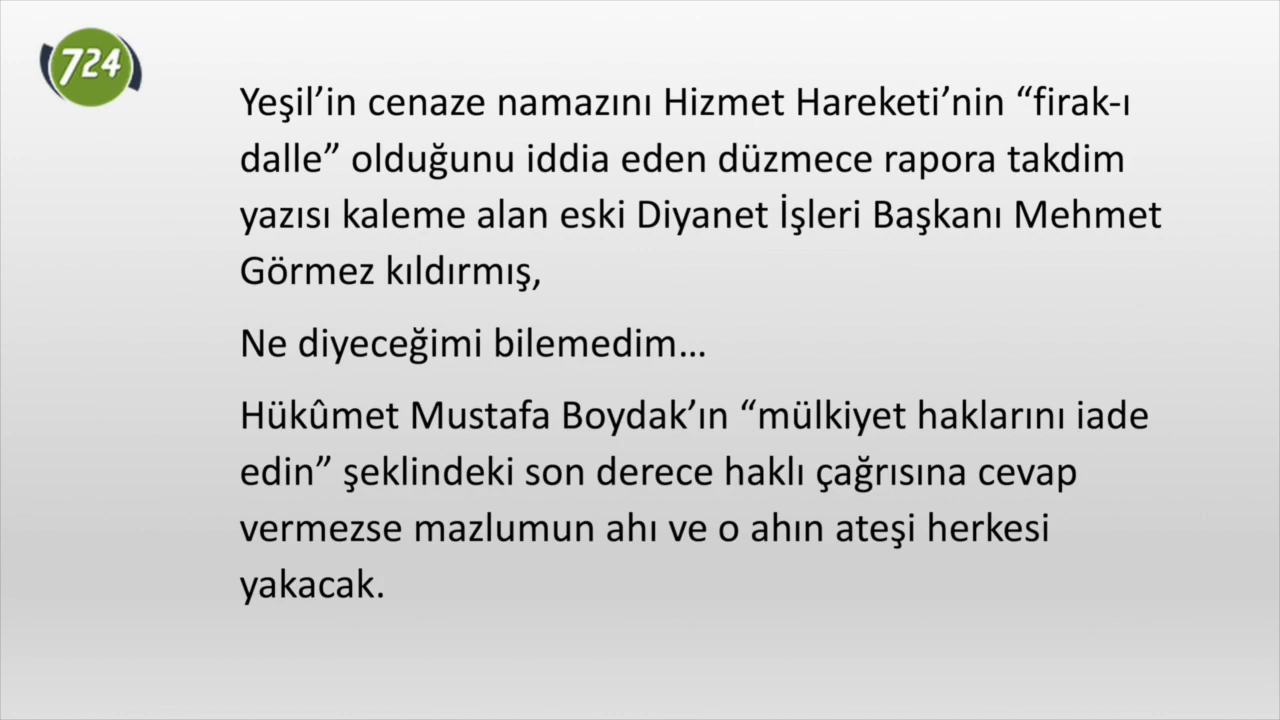 724
Yeşil’in cenaze namazını Hizmet Hareketi’nin “firak-ı
dalle” olduğunu iddia eden düzmece rapora takdim
yazısı kaleme alan eski Diyanet İşleri Başkanı Mehmet
Görmez kıldırmış,
Ne diyeceğimi bilemedim…
Hükûmet Mustafa Boydak’ın “mülkiyet haklarını iade
edin” şeklindeki son derece haklı çağrısına cevap
vermezse mazlumun ahı ve o ahın ateşi herkesi
yakacak.